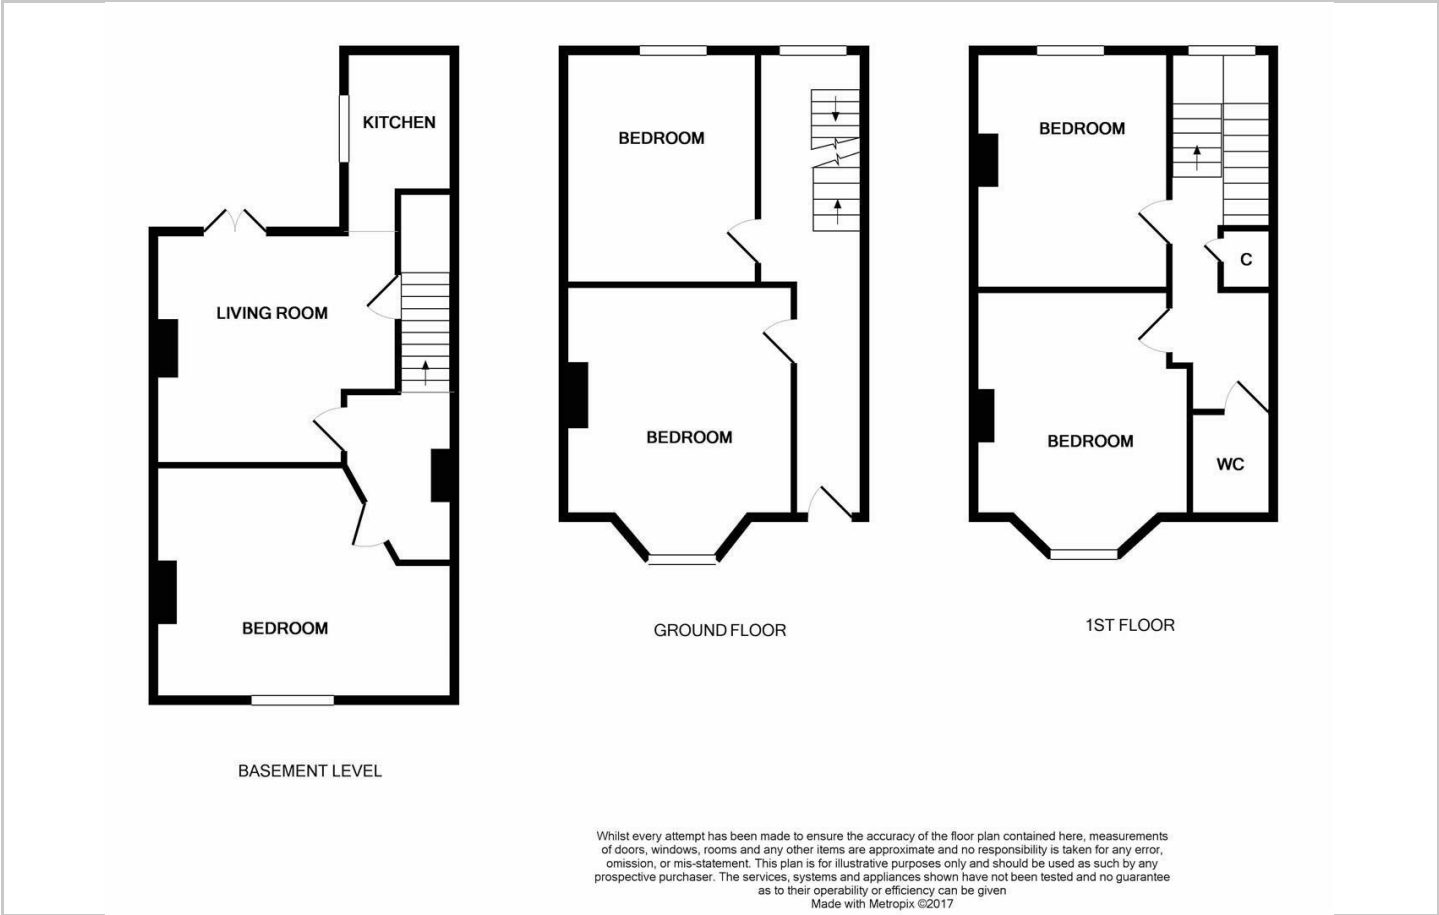 KITCHEN
LIVING ROOM
BEDROOM
BASEMENT LEVEL
BEDROOM
BEDROOM
GROUND FLOOR
BEDROOM
C
BEDROOM
WC
1ST FLOOR
Whilst every attempt has been made to ensure the accuracy of the floor plan contained here, measurements
of doors, windows, rooms and any other items are approximate and no responsibility is taken for any error,
omission, or mis-statement. This plan is for illustrative purposes only and should be used as such by any
prospective purchaser. The services, systems and appliances shown have not been tested and no guarantee
as to their operability or efficiency can be given
Made with Metropix ©2017